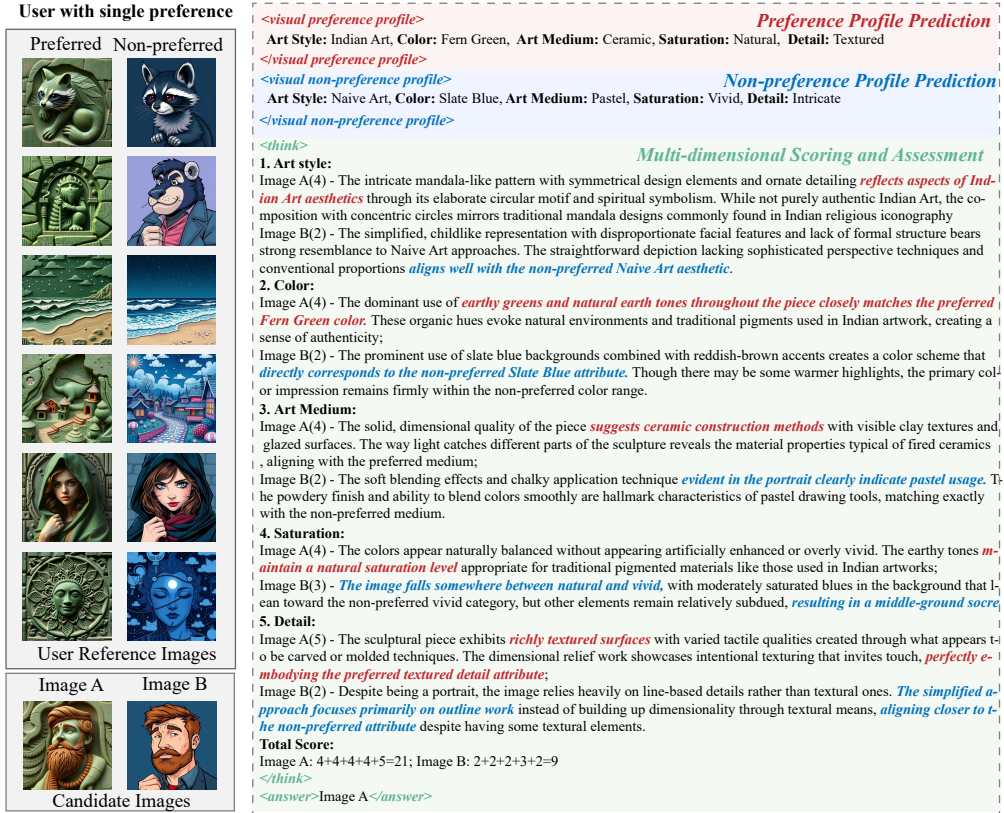 User with single preference
Preferred Non-preferred
User Reference Images
Image A Image B
Candidate Images
<visual preference profile>
Preference Profile Prediction
Art Style: Indian Art, Color: Fern Green, Art Medium: Ceramic, Saturation: Natural, Detail: Textured
</visual preference profile>
<visual non-preference profile>
Non-preference Profile Prediction
Art Style: Naive Art, Color: Slate Blue, Art Medium: Pastel, Saturation: Vivid, Detail: Intricate
</visual non-preference profile>
<think>
Multi-dimensional Scoring and Assessment
1. Art style:
Image A(4) - The intricate mandala-like pattern with symmetrical design elements and ornate detailing reflects aspects of Ind-
ian Art aesthetics through its elaborate circular motif and spiritual symbolism. While not purely authentic Indian Art, the co-
mposition with concentric circles mirrors traditional mandala designs commonly found in Indian religious iconography
Image B(2) - The simplified, childlike representation with disproportionate facial features and lack of formal structure bears
strong resemblance to Naive Art approaches. The straightforward depiction lacking sophisticated perspective techniques and
conventional proportions aligns well with the non-preferred Naive Art aesthetic.
2. Color:
Image A(4) - The dominant use of earthy greens and natural earth tones throughout the piece closely matches the preferred
Fern Green color. These organic hues evoke natural environments and traditional pigments used in Indian artwork, creating a
sense of authenticity;
Image B(2) - The prominent use of slate blue backgrounds combined with reddish-brown accents creates a color scheme that
directly corresponds to the non-preferred Slate Blue attribute. Though there may be some warmer highlights, the primary col-
or impression remains firmly within the non-preferred color range.
3. Art Medium:
Image A(4) - The solid, dimensional quality of the piece suggests ceramic construction methods with visible clay textures and
glazed surfaces. The way light catches different parts of the sculpture reveals the material properties typical of fired ceramics
, aligning with the preferred medium;
Image B(2) - The soft blending effects and chalky application technique evident in the portrait clearly indicate pastel usage. T-
he powdery finish and ability to blend colors smoothly are hallmark characteristics of pastel drawing tools, matching exactly
with the non-preferred medium.
4. Saturation:
Image A(4) - The colors appear naturally balanced without appearing artificially enhanced or overly vivid. The earthy tones m-
aintain a natural saturation level appropriate for traditional pigmented materials like those used in Indian artworks;
Image B(3) - The image falls somewhere between natural and vivid, with moderately saturated blues in the background that l-
ean toward the non-preferred vivid category, but other elements remain relatively subdued, resulting in a middle-ground socre
5. Detail:
Image A(5) - The sculptural piece exhibits richly textured surfaces with varied tactile qualities created through what appears t-
o be carved or molded techniques. The dimensional relief work showcases intentional texturing that invites touch, perfectly e-
mbodying the preferred textured detail attribute;
Image B(2) - Despite being a portrait, the image relies heavily on line-based details rather than textural ones. The simplified a-
pproach focuses primarily on outline work instead of building up dimensionality through textural means, aligning closer to t-
he non-preferred attribute despite having some textural elements.
Total Score:
Image A: 4+4+4+4+5=21; Image B: 2+2+2+3+2=9
</think>
<answer>Image A</answer>